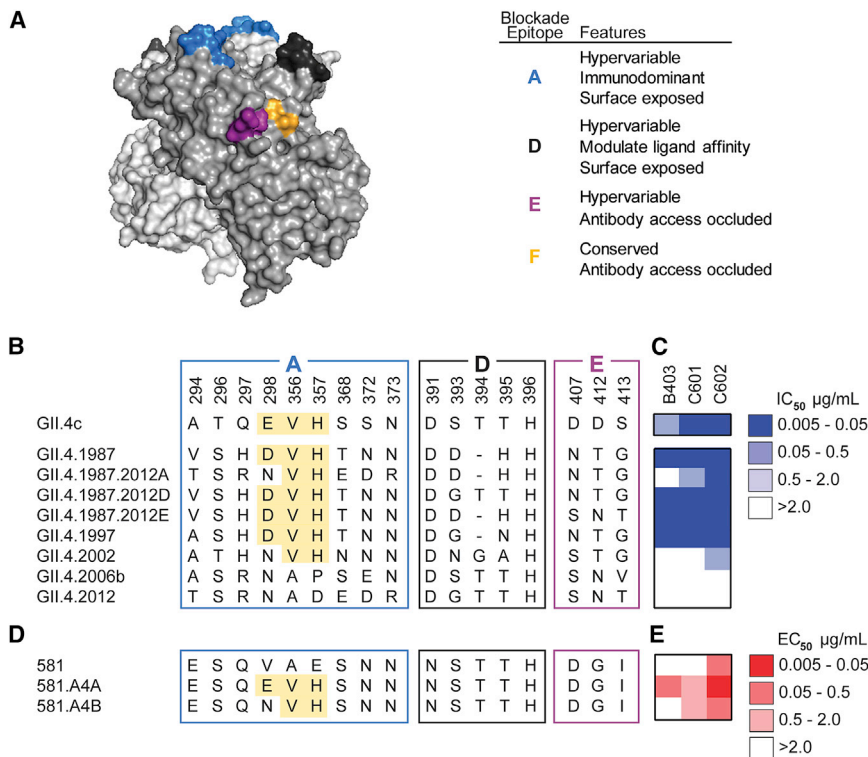 A
Blockade Epitope Features
A Hypervariable
Immunodominant
Surface exposed
D Hypervariable
Modulate ligand affinity
Surface exposed
E Hypervariable
Antibody access occluded
F Conserved
Antibody access occluded
B
A D E
C
294 296 297 298 356 357 368 372 373 391 393 394 395 396 407 412 413 B403 C601 C602
GII.4c A T Q E V H S S N D S T T H D D S
GII.4.1987 V S H D V H T N N D D - H H N T G
GII.4.1987.2012A T S R N V H E D R D D - H H N T G
GII.4.1987.2012D V S H D V H T N N D G T T H N T G
GII.4.1987.2012E V S H D V H T N N D D - H H S N T
GII.4.1997 A S H D V H T N N D G - N H N T G
GII.4.2002 A T H N V H N N N D N G A H S T G
GII.4.2006b A S R N A P S E N D S T T H S N V
GII.4.2012 T S R N A D E D R D G T T H S N T
IC50 µg/mL
0.005 - 0.05
0.05 - 0.5
0.5 - 2.0
>2.0
D
581 E S Q V A E S N N N S T T H D G I
581.A4A E S Q E V H S N N N S T T H D G I
581.A4B E S Q N V H S N N N S T T H D G I
E
EC50 µg/mL
0.005 - 0.05
0.05 - 0.5
0.5 - 2.0
>2.0